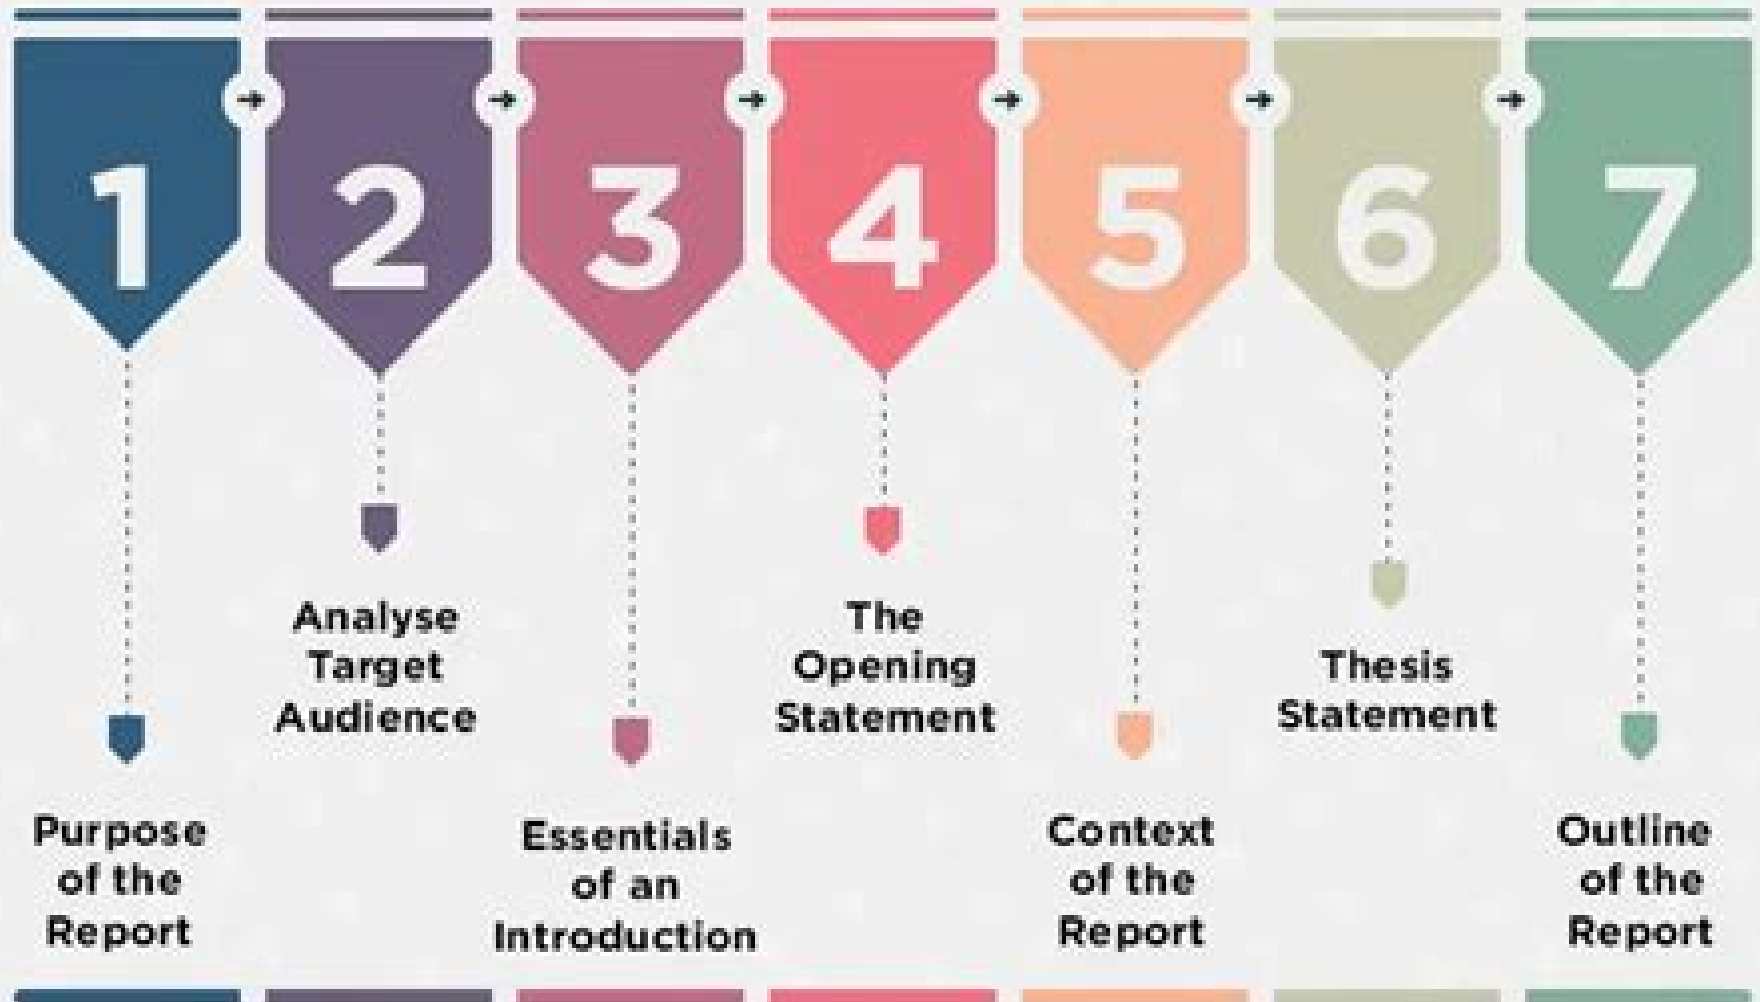 1
2
3
4
5
6
7
Purpose
of the
Report
Analyse
Target
Audience
Essentials
of an
Introduction
The
Opening
Statement
Context
of the
Report
Thesis
Statement
Outline
of the
Report